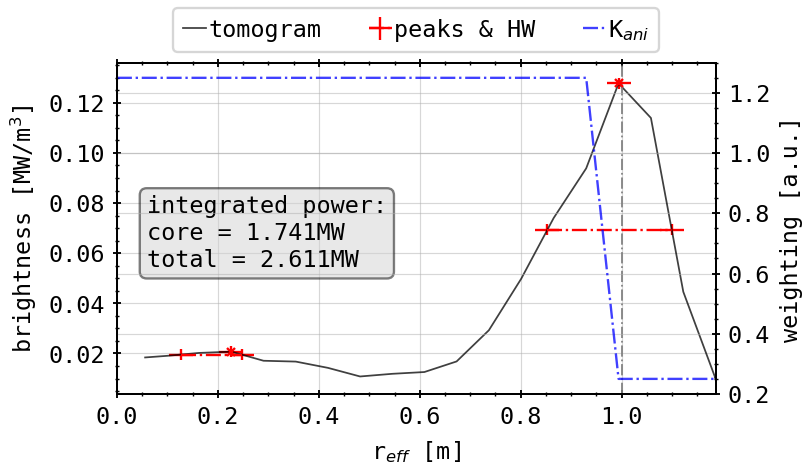 tomogram peaks & HW K_ani
brightness [MW/m³]
0.12
0.10
0.08
0.06
0.04
0.02
integrated power:
core = 1.741MW
total = 2.611MW
1.2
1.0
0.8
0.6
0.4
0.2
weighting [a.u.]
0.0 0.2 0.4 0.6 0.8 1.0
r_eff [m]